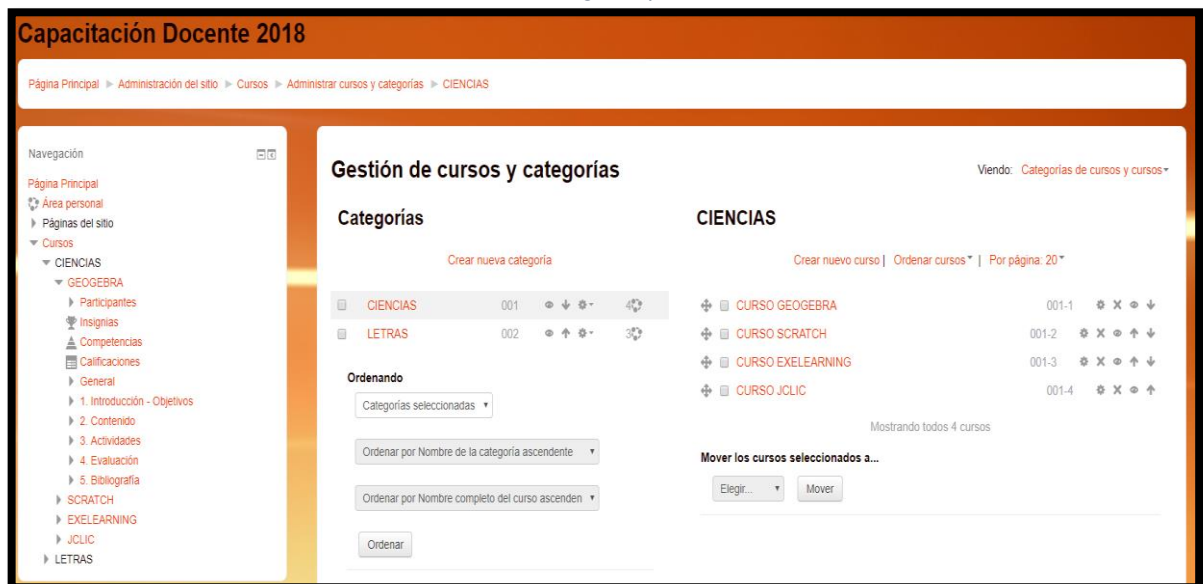 Capacitación Docente 2018
Página Principal Administración del sitio Cursos Administrar cursos y categorías CIENCIAS
Navegación
Página Principal
Área personal
Páginas del sitio
Cursos
CIENCIAS
GEOGEBRA
Participantes
Insignias
Competencias
Calificaciones
General
1. Introducción - Objetivos
2. Contenido
3. Actividades
4. Evaluación
5. Bibliografía
SCRATCH
EXELEARNING
JCLIC
LETRAS
Gestión de cursos y categorías
Viendo: Categorías de cursos y cursos
Categorías
Crear nueva categoría
CIENCIAS 001 4
LETRAS 002 3
Ordenando
Categorías seleccionadas
Ordenar por Nombre de la categoría ascendente
Ordenar por Nombre completo del curso ascenden
Ordenar
CIENCIAS
Crear nuevo curso | Ordenar cursos | Por página: 20
CURSO GEOGEBRA 001-1
CURSO SCRATCH 001-2
CURSO EXELEARNING 001-3
CURSO JCLIC 001-4
Mostrando todos 4 cursos
Mover los cursos seleccionados a...
Elegir... Mover